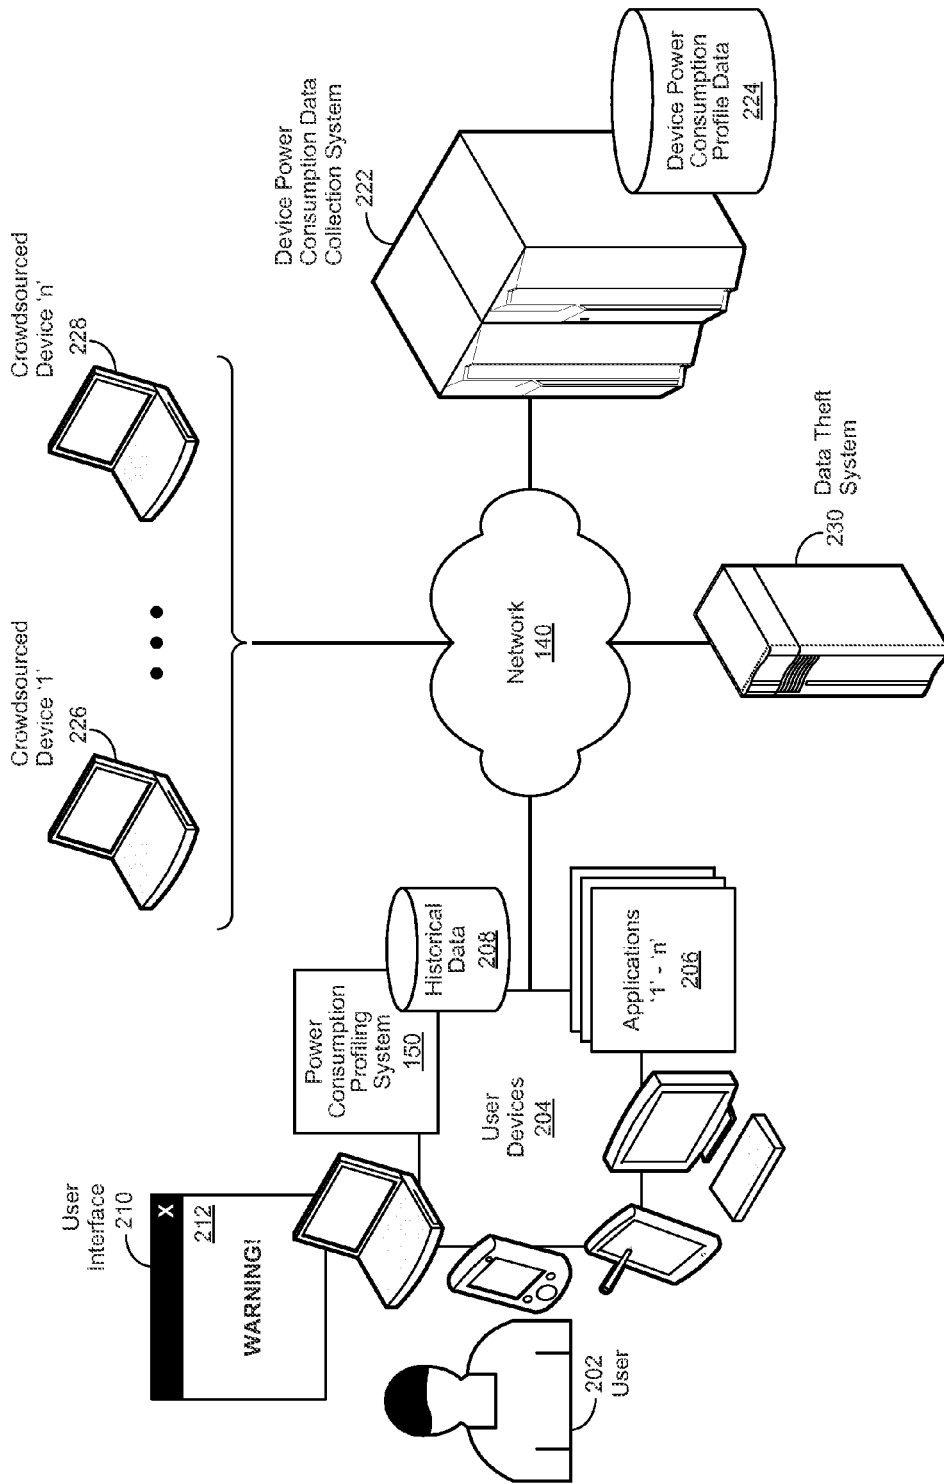 Crowdsourced
Device '1'
226
Crowdsourced
Device 'n'
228
User
Interface
210
X
212
WARNING!
Power
Consumption
Profiling
System
150
Historical
Data
208
User
Devices
204
Applications
'1' - 'n'
206
202
User
Network
140
Device Power
Consumption Data
Collection System
222
Device Power
Consumption
Profile Data
224
230
Data Theft
System